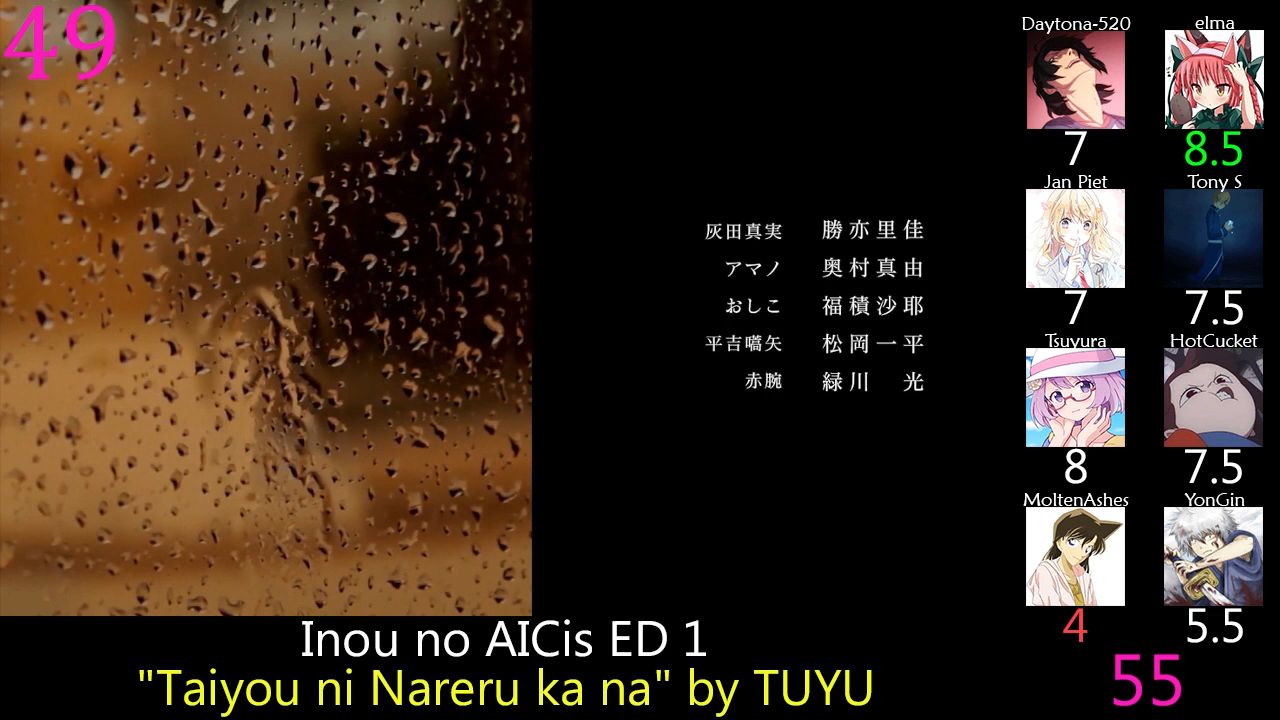 49
灰田真実 勝亦里佳
アマノ 奥村真由
おしこ 福積沙耶
平吉嚆矢 松岡一平
赤腕 緑川 光
Daytona-520 elma
7 8.5
Jan Piet Tony S
7 7.5
Tsuyura HotCucket
8 7.5
MoltenAshes YonGin
4 5.5
Inou no AICis ED 1
"Taiyou ni Nareru ka na" by TUYU
55